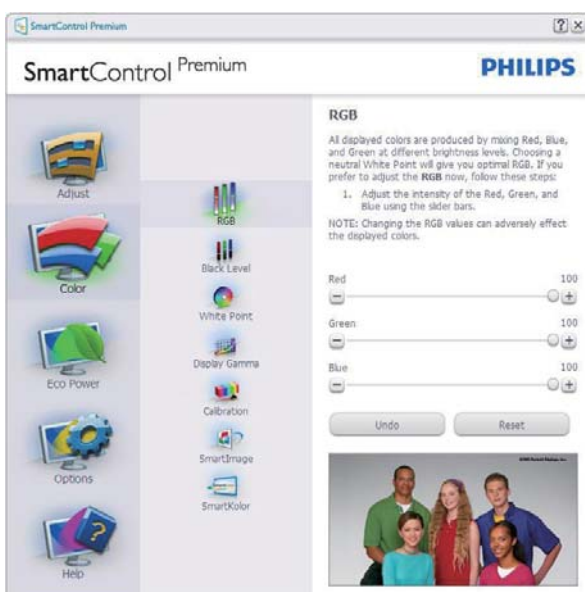 SmartControl Premium
SmartControl Premium
PHILIPS
Adjust
Color
Eco Power
Options
Help
RGB
Black Level
White Point
Display Gamma
Calibration
SmartImage
SmartKolor
RGB
All displayed colors are produced by mixing Red, Blue,
and Green at different brightness levels. Choosing a
neutral White Point will give you optimal RGB. If you
prefer to adjust the RGB now, follow these steps:
1. Adjust the intensity of the Red, Green, and
Blue using the slider bars.
NOTE: Changing the RGB values can adversely effect
the displayed colors.
Red 100
Green 100
Blue 100
Undo Reset